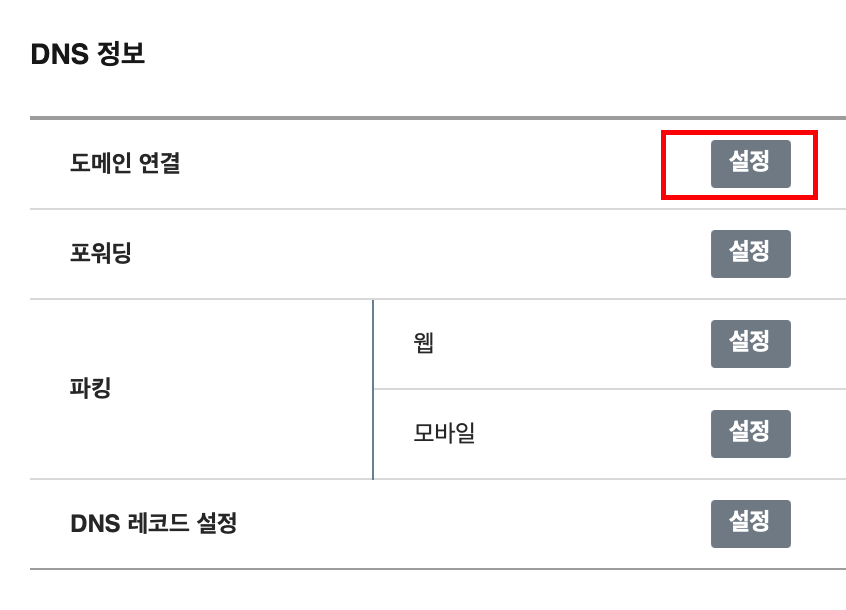 DNS 정보
도메인 연결 설정
포워딩 설정
파킹
웹 설정
모바일 설정
DNS 레코드 설정 설정